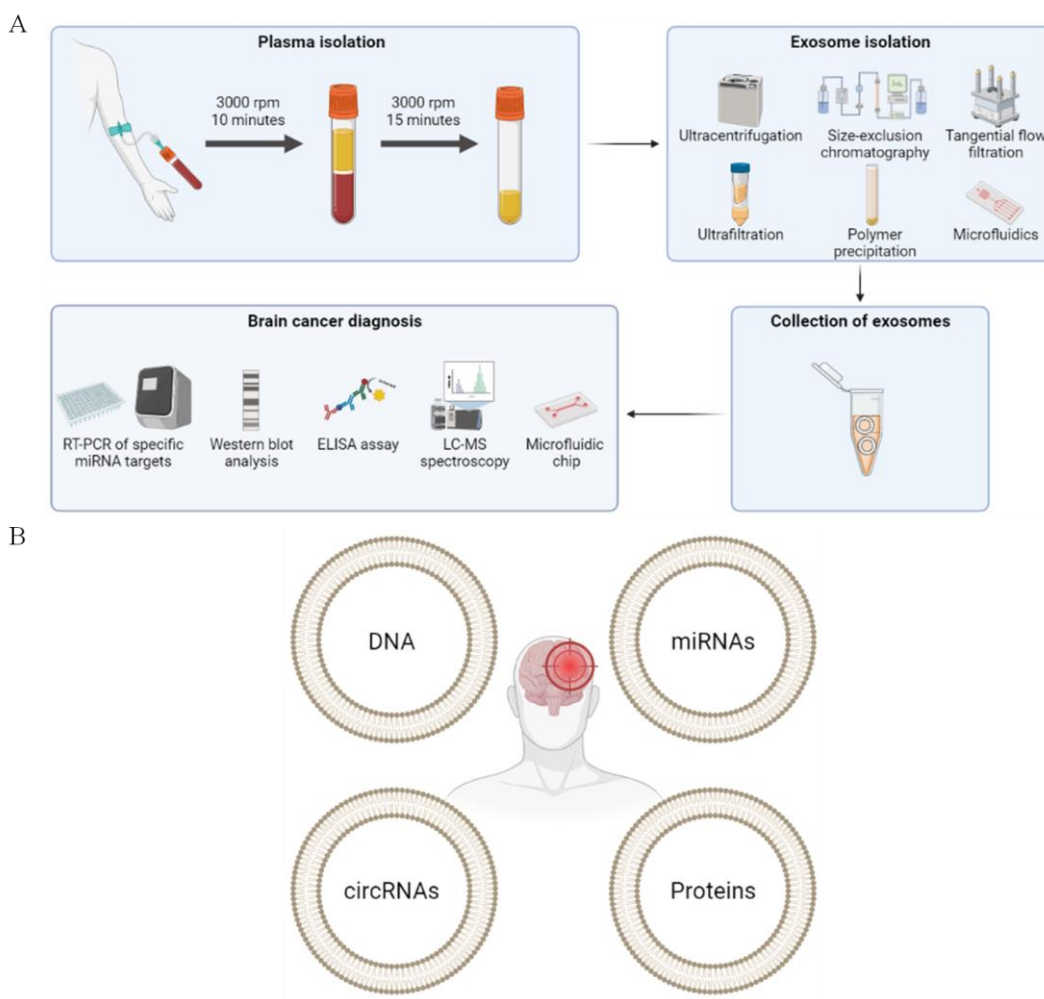 A
Plasma isolation
3000 rpm
10 minutes
3000 rpm
15 minutes
Exosome isolation
Ultracentrifugation
Size-exclusion
chromatography
Tangential flow
filtration
Ultrafiltration
Polymer
precipitation
Microfluidics
Collection of exosomes
Brain cancer diagnosis
RT-PCR of specific
miRNA targets
Western blot
analysis
ELISA assay
LC-MS
spectroscopy
Microfluidic
chip
B
DNA
miRNAs
circRNAs
Proteins